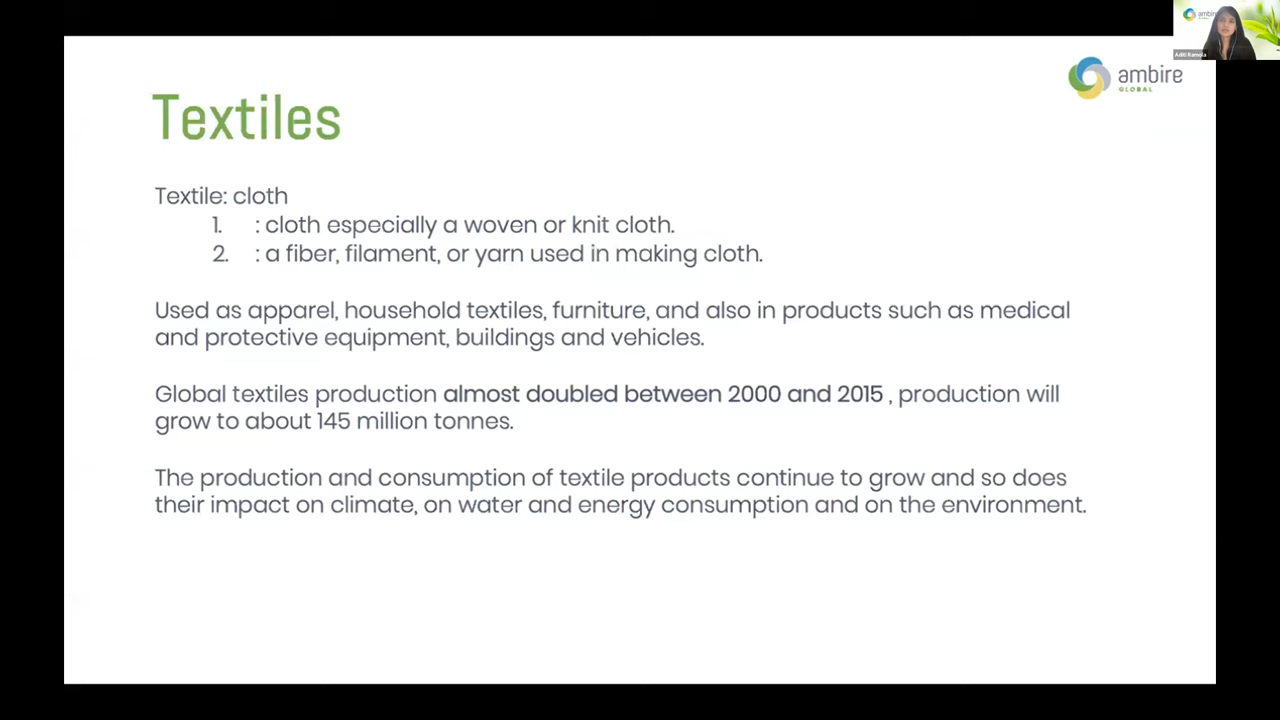 ambire
Aditi Ramola
ambire
GLOBAL
Textiles
Textile: cloth
1. : cloth especially a woven or knit cloth.
2. : a fiber, filament, or yarn used in making cloth.
Used as apparel, household textiles, furniture, and also in products such as medical
and protective equipment, buildings and vehicles.
Global textiles production almost doubled between 2000 and 2015 , production will
grow to about 145 million tonnes.
The production and consumption of textile products continue to grow and so does
their impact on climate, on water and energy consumption and on the environment.